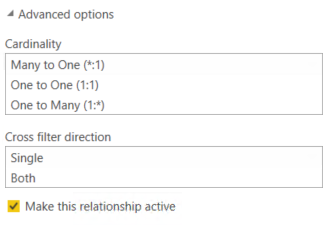 Advanced options
Cardinality
Many to One (*:1)
One to One (1:1)
One to Many (1:*)
Cross filter direction
Single
Both
Make this relationship active